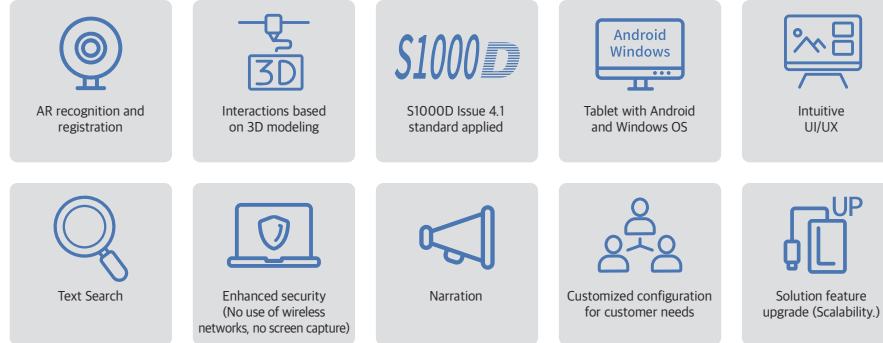 3D
S1000D
Android
Windows
AR recognition and
registration
Interactions based
on 3D modeling
S1000D Issue 4.1
standard applied
Tablet with Android
and Windows OS
Intuitive
UI/UX
UP
Text Search
Enhanced security
(No use of wireless
networks, no screen capture)
Narration
Customized configuration
for customer needs
Solution feature
upgrade (Scalability.)